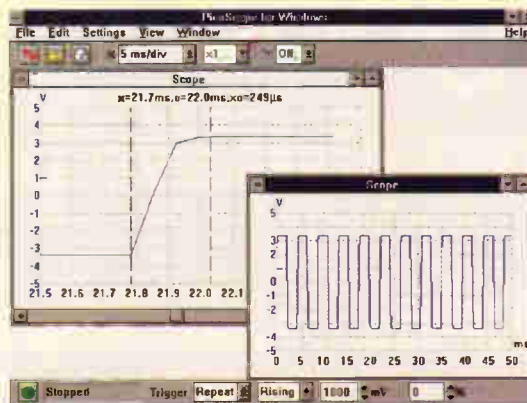 PicoScope for Windows
File Edit Settings View Window Help
5 ms/div x1 On
Scope
V x=21.7ms,o=22.0ms,xo=249µs
5
4
3
2
1
0
-1
-2
-3
-4
-5
21.5 21.6 21.7 21.8 21.9 22.0 22.1
Scope
V
5
3
1
0
-1
-2
-4
-5
0 5 10 15 20 25 30 35 40 45 50
ms
Stopped Trigger Repeat Rising 1000 mV 0 %